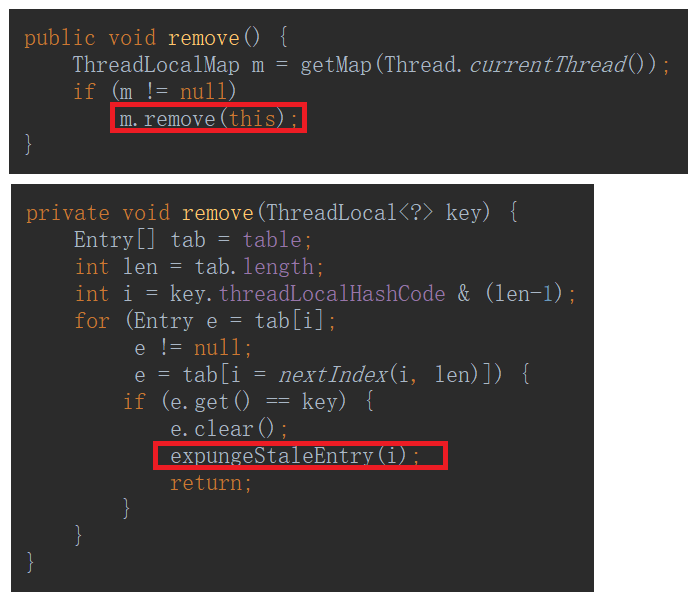 public void remove() {
    ThreadLocalMap m = getMap(Thread.currentThread());
    if (m != null)
        m.remove(this);
}
private void remove(ThreadLocal<?> key) {
    Entry[] tab = table;
    int len = tab.length;
    int i = key.threadLocalHashCode & (len-1);
    for (Entry e = tab[i];
         e != null;
         e = tab[i = nextIndex(i, len)]) {
        if (e.get() == key) {
            e.clear();
            expungeStaleEntry(i);
            return;
        }
    }
}